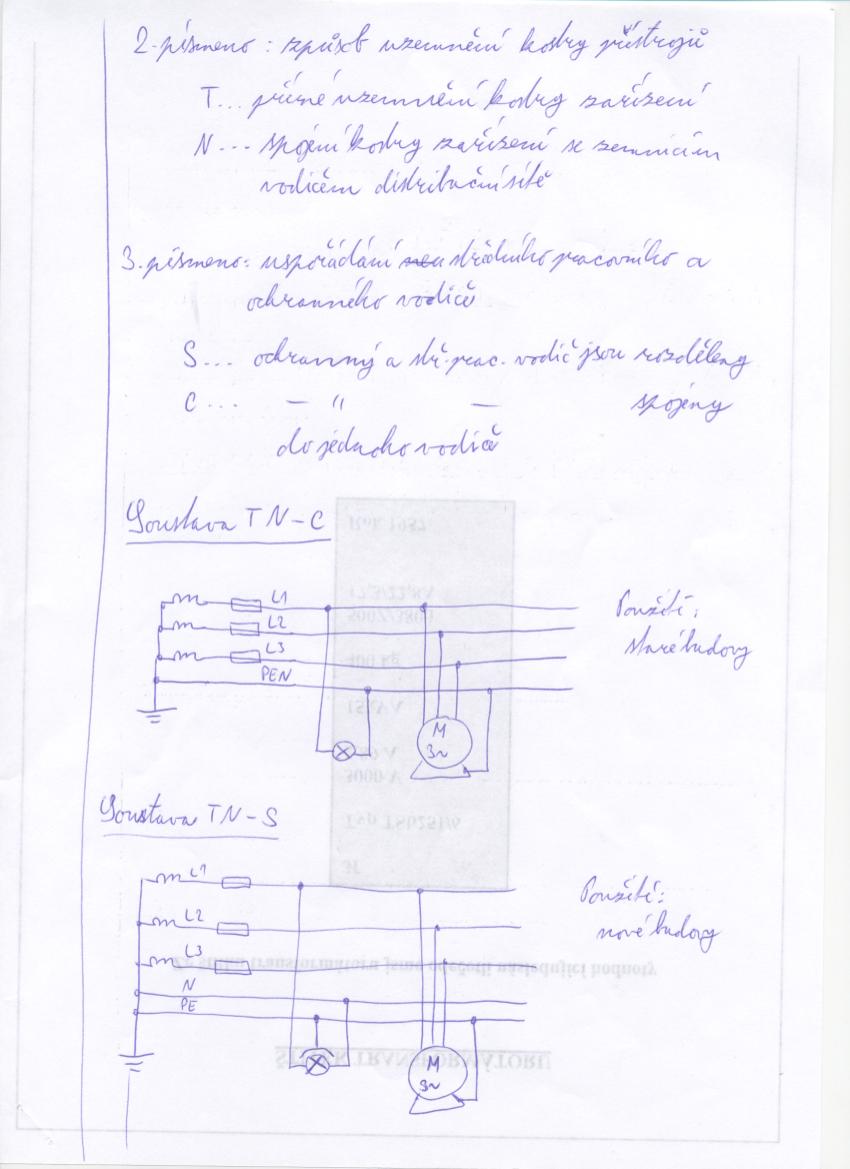 2. písmeno : způsob uzemnění kostry přístrojů
T... přímé uzemnění kostry zařízení
N... spojení kostry zařízení se zemnicím
vodičem distribuční sítě
3. písmeno: uspořádání středního pracovního a
ochranného vodiče
S... ochranný a stř. prac. vodič jsou rozděleny
C... — " — spojeny
do jednoho vodiče
Soustava TN-C
L1
L2
L3
PEN
M
3~
Použití:
staré budovy
Soustava TN-S
L1
L2
L3
N
PE
M
3~
Použití:
nové budovy